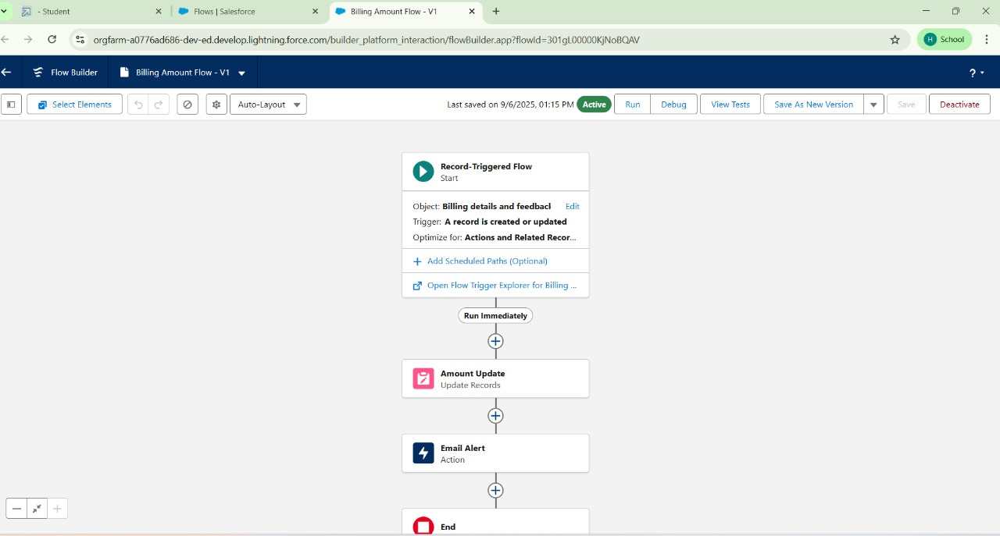 - Student
Flows | Salesforce
Billing Amount Flow - V1
orgfarm-a0776ad686-dev-ed.develop.lightning.force.com/builder_platform_interaction/flowBuilder.app?flowId=301gL00000KjNoBQAV
H School
Flow Builder
Billing Amount Flow - V1
?
Select Elements
Auto-Layout
Last saved on 9/6/2025, 01:15 PM
Active
Run
Debug
View Tests
Save As New Version
Save
Deactivate
Record-Triggered Flow
Start
Object: Billing details and feedback Edit
Trigger: A record is created or updated
Optimize for: Actions and Related Recor...
Add Scheduled Paths (Optional)
Open Flow Trigger Explorer for Billing ...
Run Immediately
Amount Update
Update Records
Email Alert
Action
End